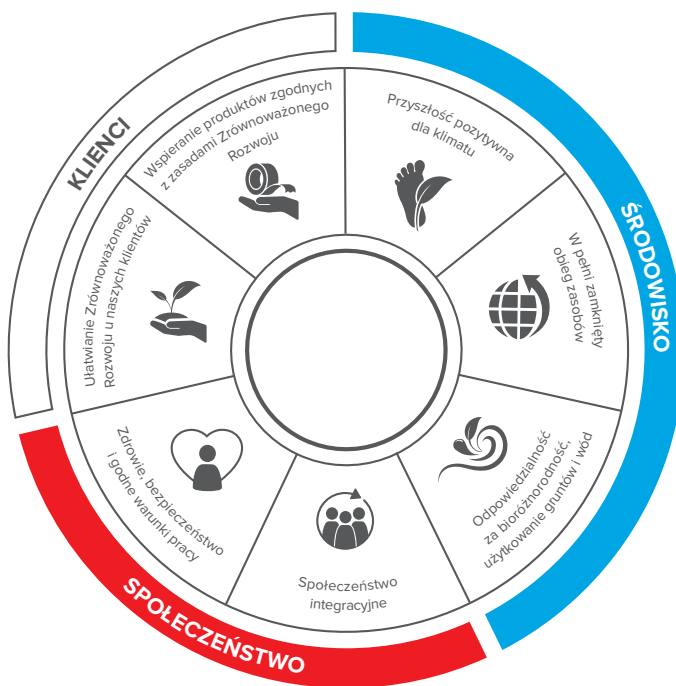 KLIENCI
Wspieranie produktów zgodnych
z zasadami Zrównoważonego
Rozwoju
Przyszłość pozytywna
dla klimatu
ŚRODOWISKO
W pełni zamknięty
obieg zasobów
Odpowiedzialność
za bioróżnorodność,
użytkowanie gruntów i wód
Społeczeństwo
integracyjne
SPOŁECZEŃSTWO
Zdrowie, bezpieczeństwo
i godne warunki pracy
Ułatwianie Zrównoważonego
Rozwoju u naszych klientów